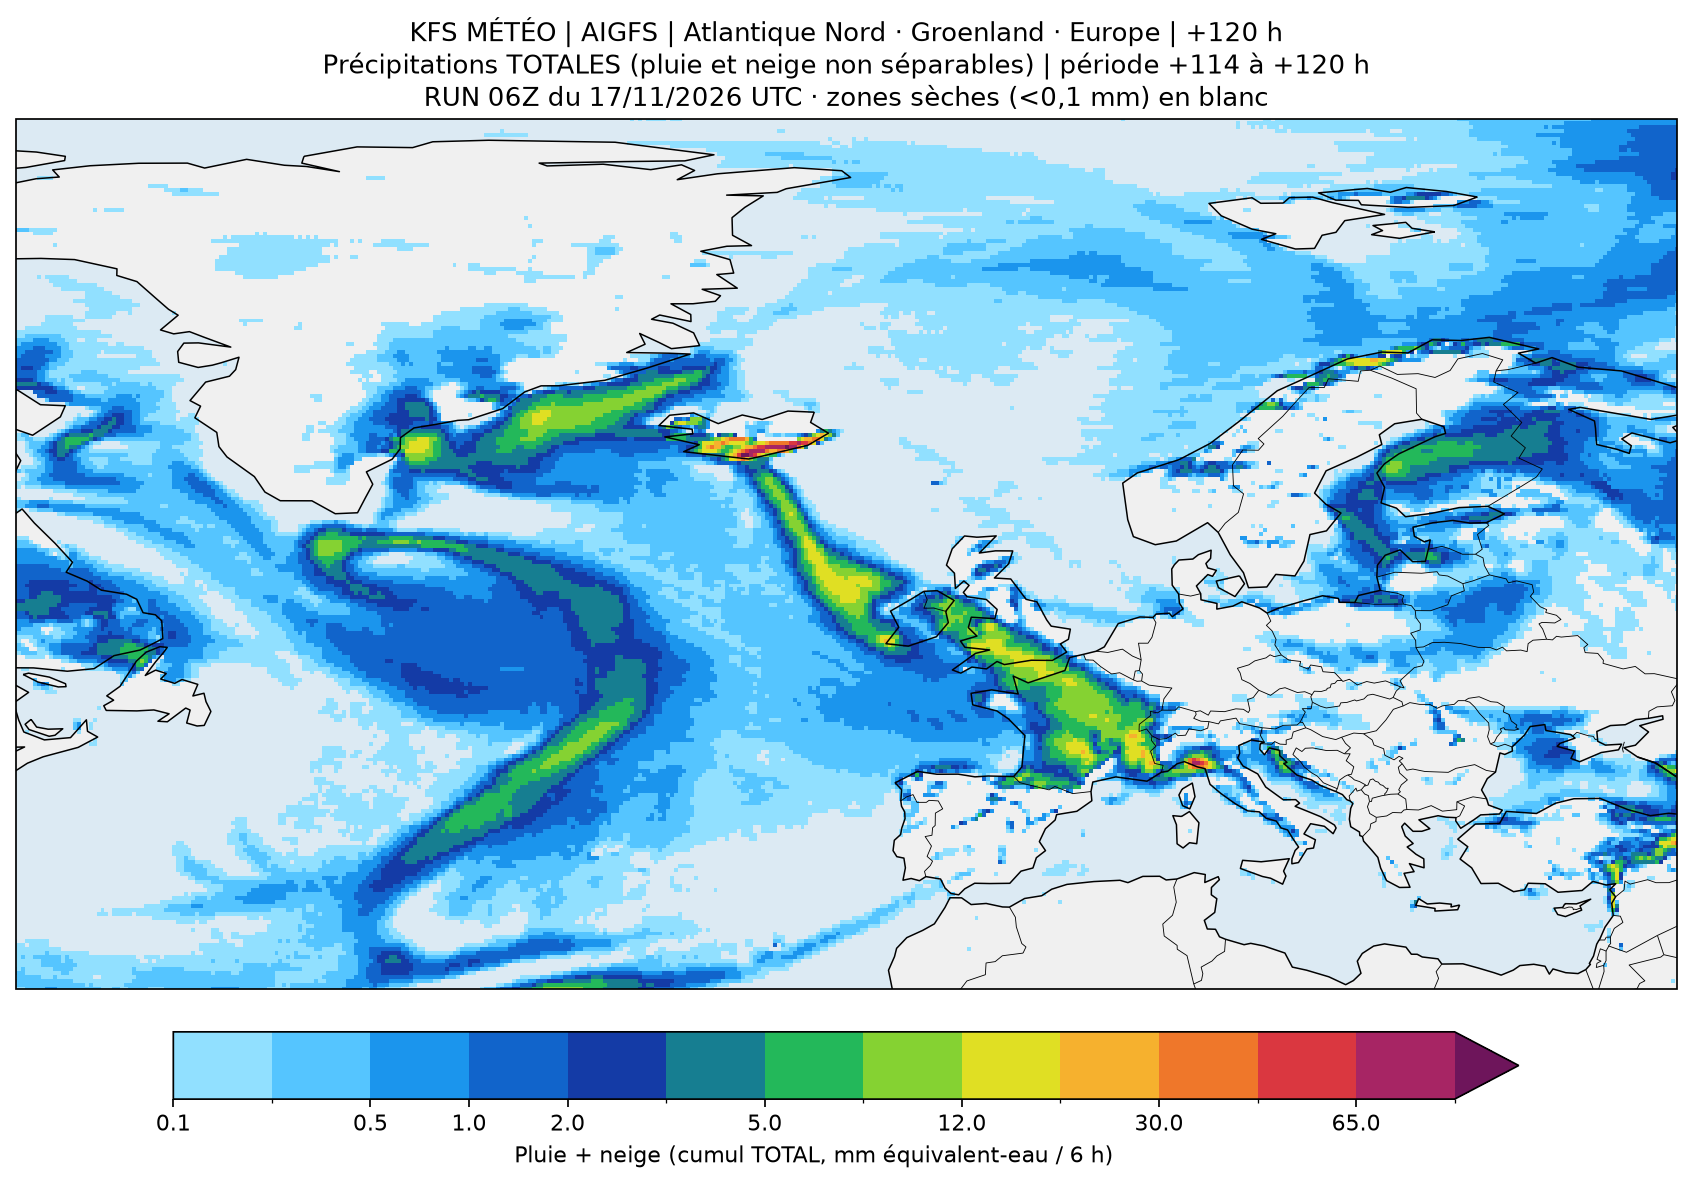 KFS MÉTÉO | AIGFS | Atlantique Nord · Groenland · Europe | +120 h
Précipitations TOTALES (pluie et neige non séparables) | période +114 à +120 h
RUN 06Z du 17/11/2026 UTC · zones sèches (<0,1 mm) en blanc
0.1 0.5 1.0 2.0 5.0 12.0 30.0 65.0
Pluie + neige (cumul TOTAL, mm équivalent-eau / 6 h)